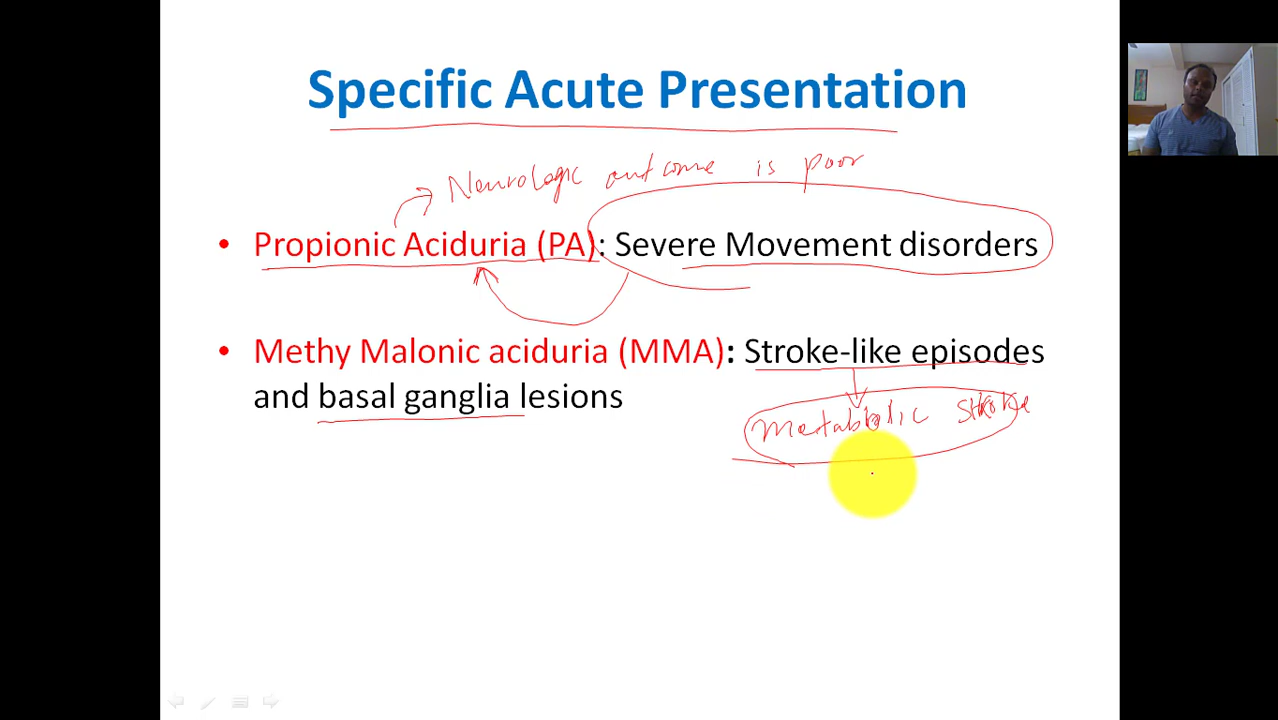 Specific Acute Presentation
Neurologic outcome is poor
• Propionic Aciduria (PA): Severe Movement disorders
• Methy Malonic aciduria (MMA): Stroke-like episodes
and basal ganglia lesions
Metabolic Stroke